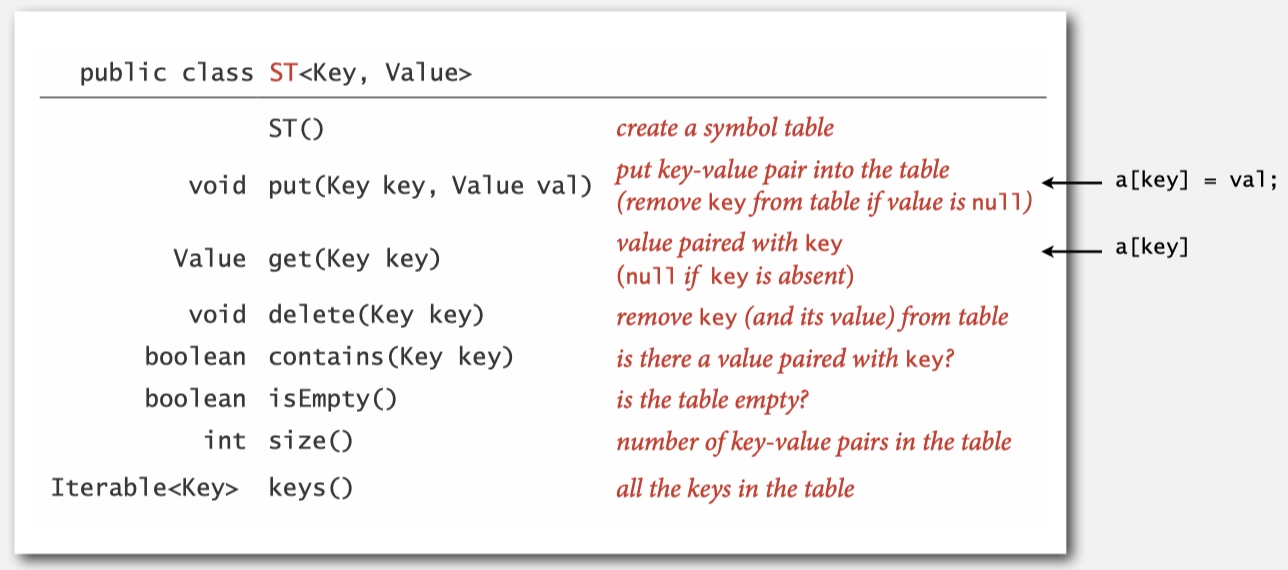 public class ST<Key, Value>
ST() create a symbol table
void put(Key key, Value val) put key-value pair into the table
(remove key from table if value is null)
a[key] = val;
Value get(Key key) value paired with key
(null if key is absent)
a[key]
void delete(Key key) remove key (and its value) from table
boolean contains(Key key) is there a value paired with key?
boolean isEmpty() is the table empty?
int size() number of key-value pairs in the table
Iterable<Key> keys() all the keys in the table